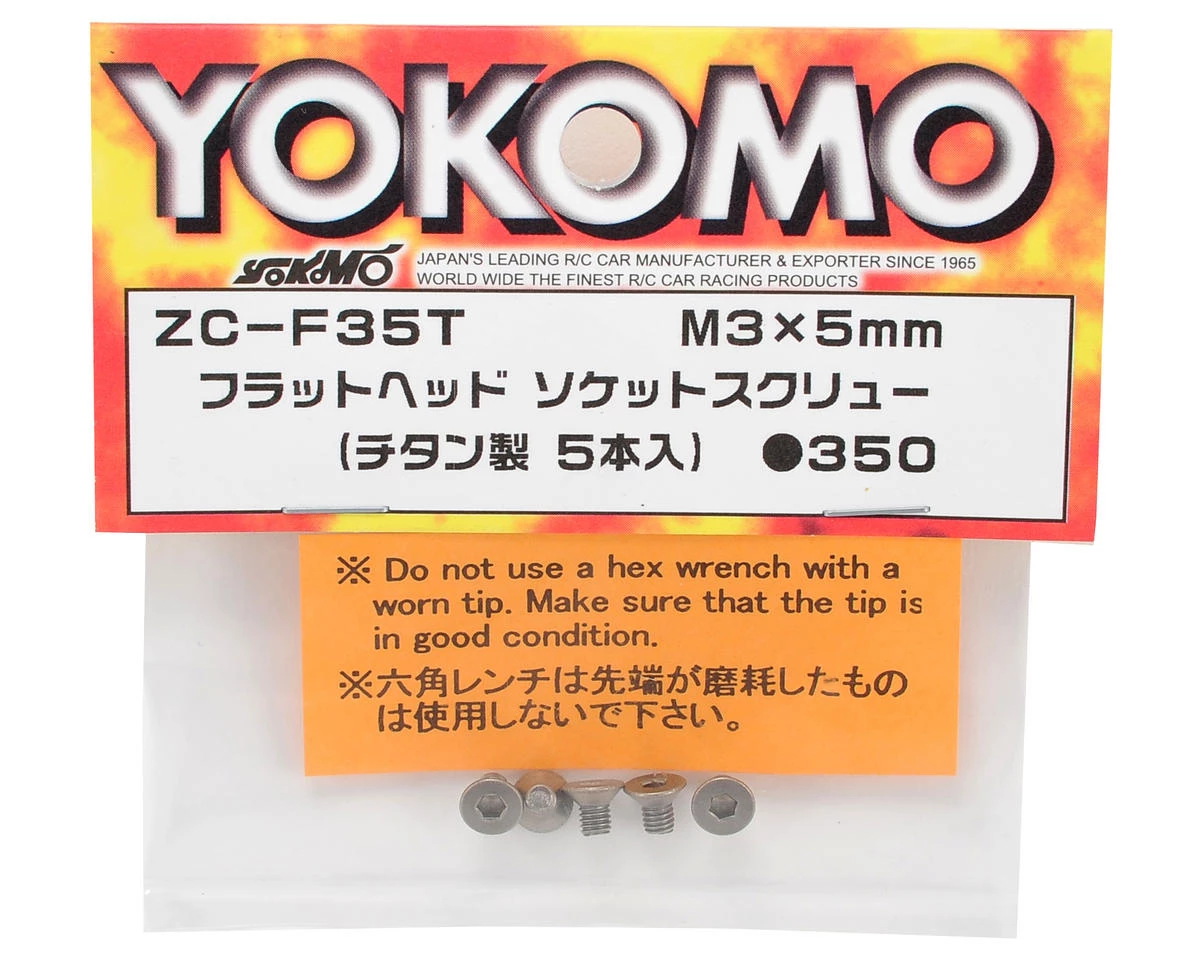 YOKOMO
YOKOMO JAPAN'S LEADING R/C CAR MANUFACTURER & EXPORTER SINCE 1965
WORLD WIDE THE FINEST R/C CAR RACING PRODUCTS
ZC-F35T M3×5mm
フラットヘッド ソケットスクリュー
(チタン製 5本入) ●350
※ Do not use a hex wrench with a
worn tip. Make sure that the tip is
in good condition.
※六角レンチは先端が磨耗したもの
は使用しないで下さい。